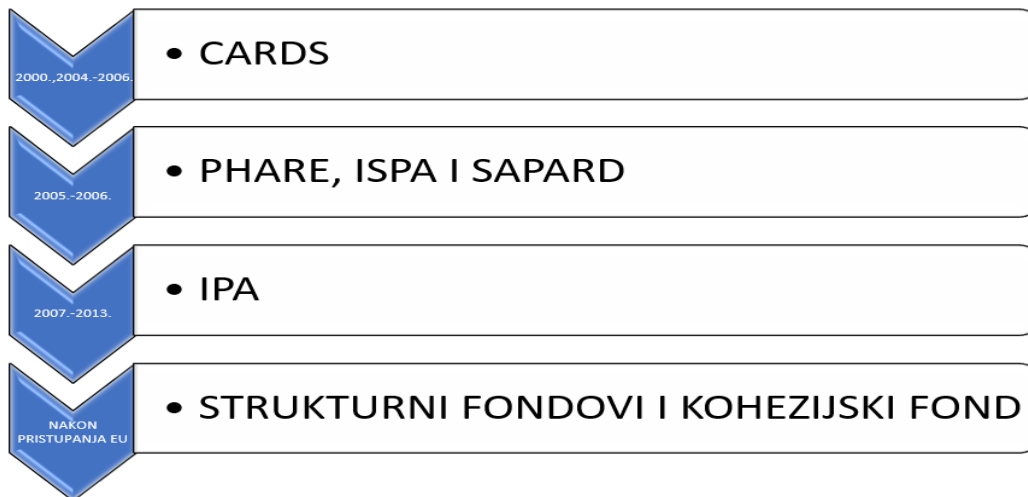 2000.,2004.-2006.
• CARDS
2005.-2006.
• PHARE, ISPA I SAPARD
2007.-2013.
• IPA
NAKON
PRISTUPANJA EU
• STRUKTURNI FONDOVI I KOHEZIJSKI FOND